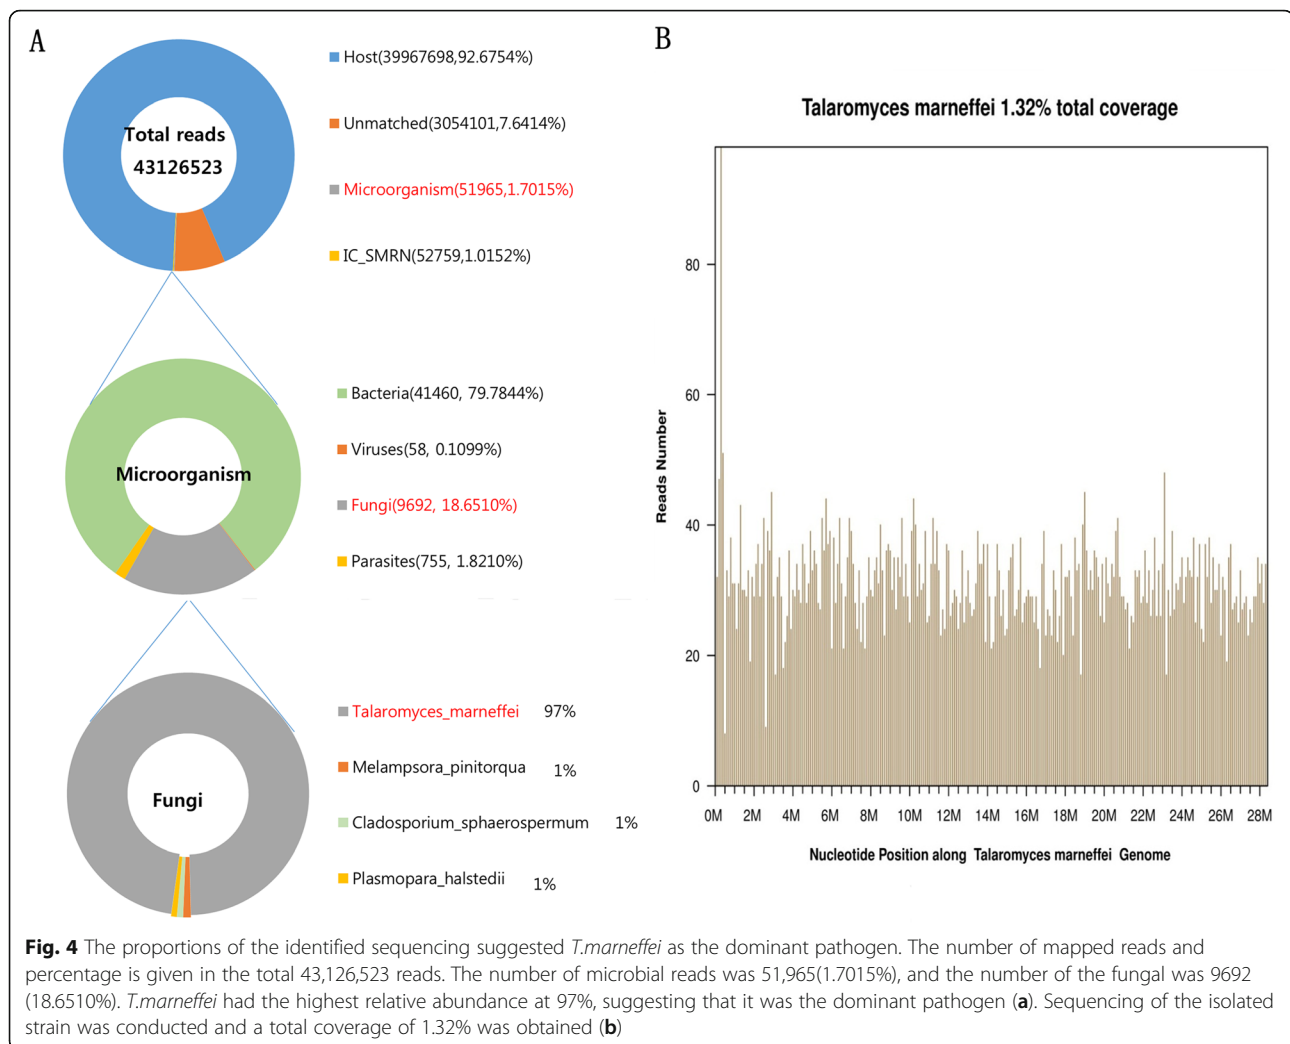 A
Total reads
43126523
Host(39967698,92.6754%)
Unmatched(3054101,7.6414%)
Microorganism(51965,1.7015%)
IC_SMRN(52759,1.0152%)
Microorganism
Bacteria(41460, 79.7844%)
Viruses(58, 0.1099%)
Fungi(9692, 18.6510%)
Parasites(755, 1.8210%)
Fungi
Talaromyces_marneffei 97%
Melampsora_pinitorqua 1%
Cladosporium_sphaerospermum 1%
Plasmopara_halstedii 1%
B
Talaromyces marneffei 1.32% total coverage
Reads Number
80
60
40
20
0
0M 2M 4M 6M 8M 10M 12M 14M 16M 18M 20M 22M 24M 26M 28M
Nucleotide Position along Talaromyces marneffei Genome
Fig. 4 The proportions of the identified sequencing suggested T.marneffei as the dominant pathogen. The number of mapped reads and
percentage is given in the total 43,126,523 reads. The number of microbial reads was 51,965(1.7015%), and the number of the fungal was 9692
(18.6510%). T.marneffei had the highest relative abundance at 97%, suggesting that it was the dominant pathogen (a). Sequencing of the isolated
strain was conducted and a total coverage of 1.32% was obtained (b)